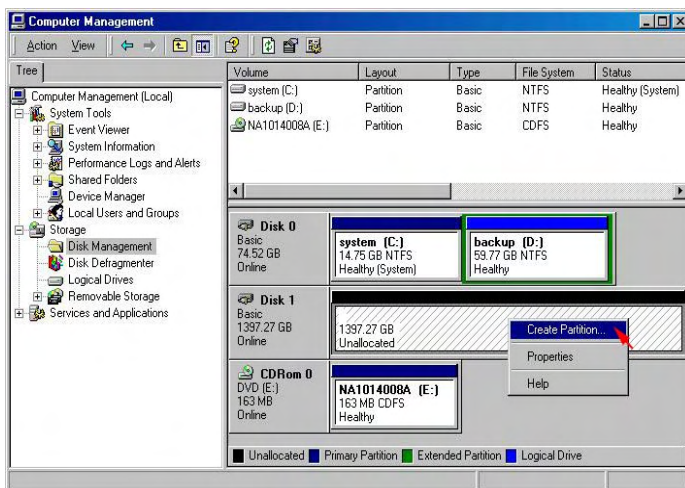 Computer Management
Action View
Tree
Computer Management (Local)
System Tools
Event Viewer
System Information
Performance Logs and Alerts
Shared Folders
Device Manager
Local Users and Groups
Storage
Disk Management
Disk Defragmenter
Logical Drives
Removable Storage
Services and Applications
Volume Layout Type File System Status
system (C:) Partition Basic NTFS Healthy (System)
backup (D:) Partition Basic NTFS Healthy
NA1014008A (E:) Partition Basic CDFS Healthy
Disk 0
Basic
74.52 GB
Online
system (C:)
14.75 GB NTFS
Healthy (System)
backup (D:)
59.77 GB NTFS
Healthy
Disk 1
Basic
1397.27 GB
Online
1397.27 GB
Unallocated
Create Partition...
Properties
Help
CDRom 0
DVD (E:)
163 MB
Online
NA1014008A (E:)
163 MB CDFS
Healthy
Unallocated Primary Partition Extended Partition Logical Drive